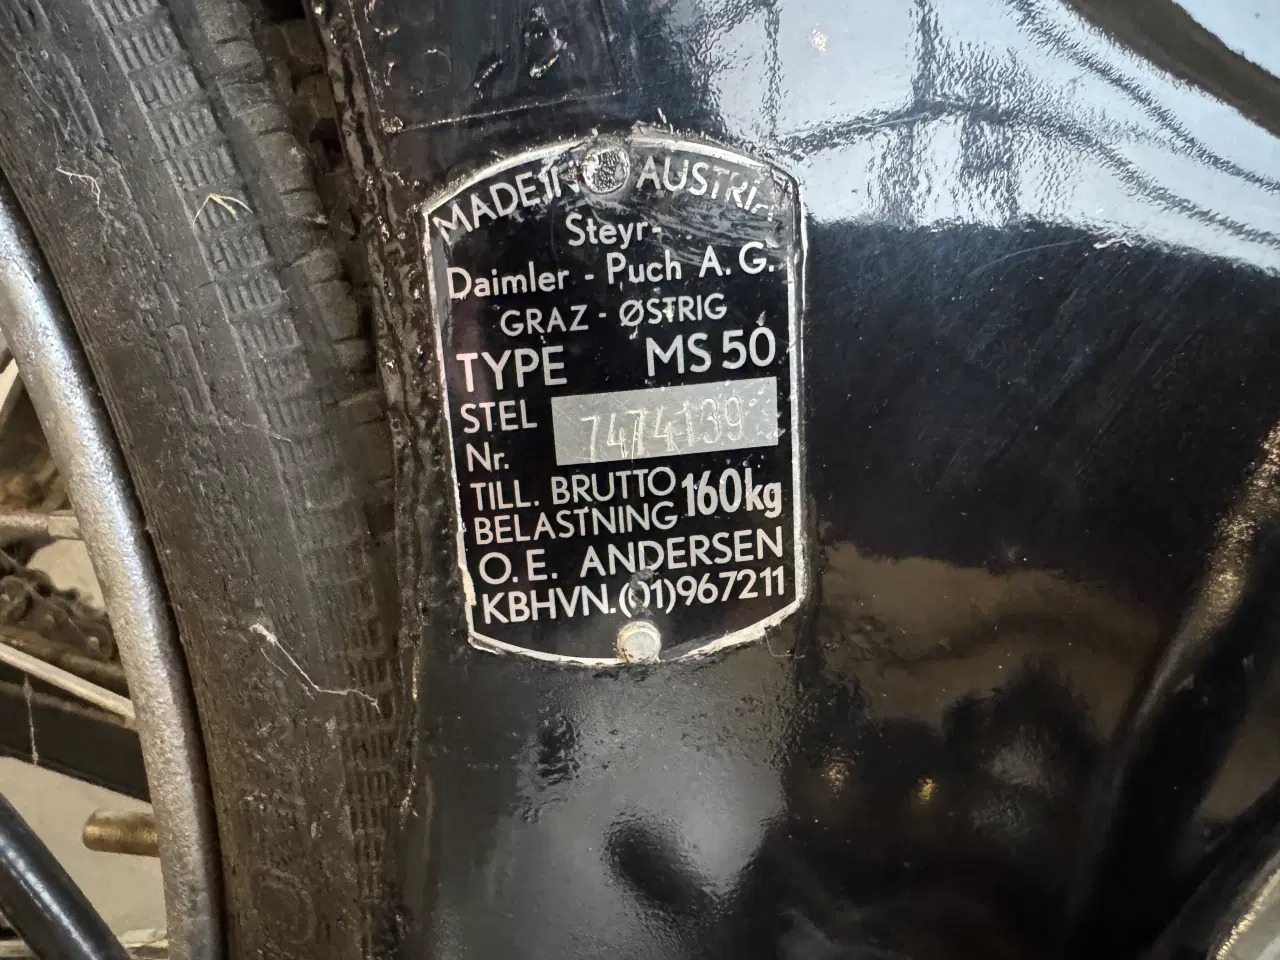 MADE IN AUSTRIA
Steyr-
Daimler - Puch A. G.
GRAZ - ØSTRIG
TYPE MS 50
STEL
Nr. 7474139
TILL. BRUTTO
BELASTNING 160kg
O. E. ANDERSEN
KBHVN. (01) 967211